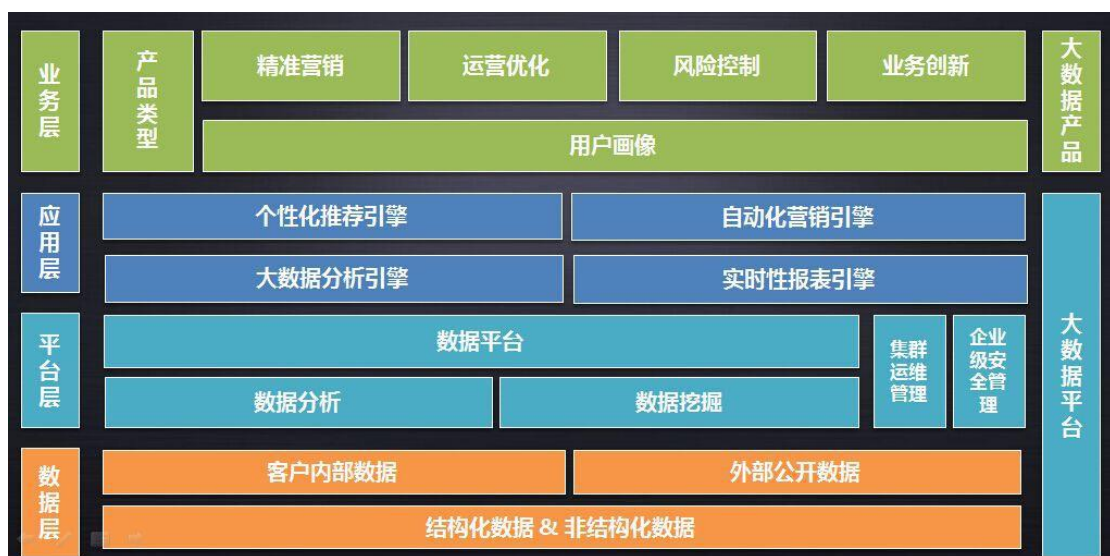 业务层
产品类型
精准营销
运营优化
风险控制
业务创新
用户画像
大数据产品
应用层
个性化推荐引擎
自动化营销引擎
大数据分析引擎
实时性报表引擎
平台层
数据平台
数据分析
数据挖掘
集群
运维
管理
企业
级安
全管
理
大数据平台
数据层
客户内部数据
外部公开数据
结构化数据 & 非结构化数据